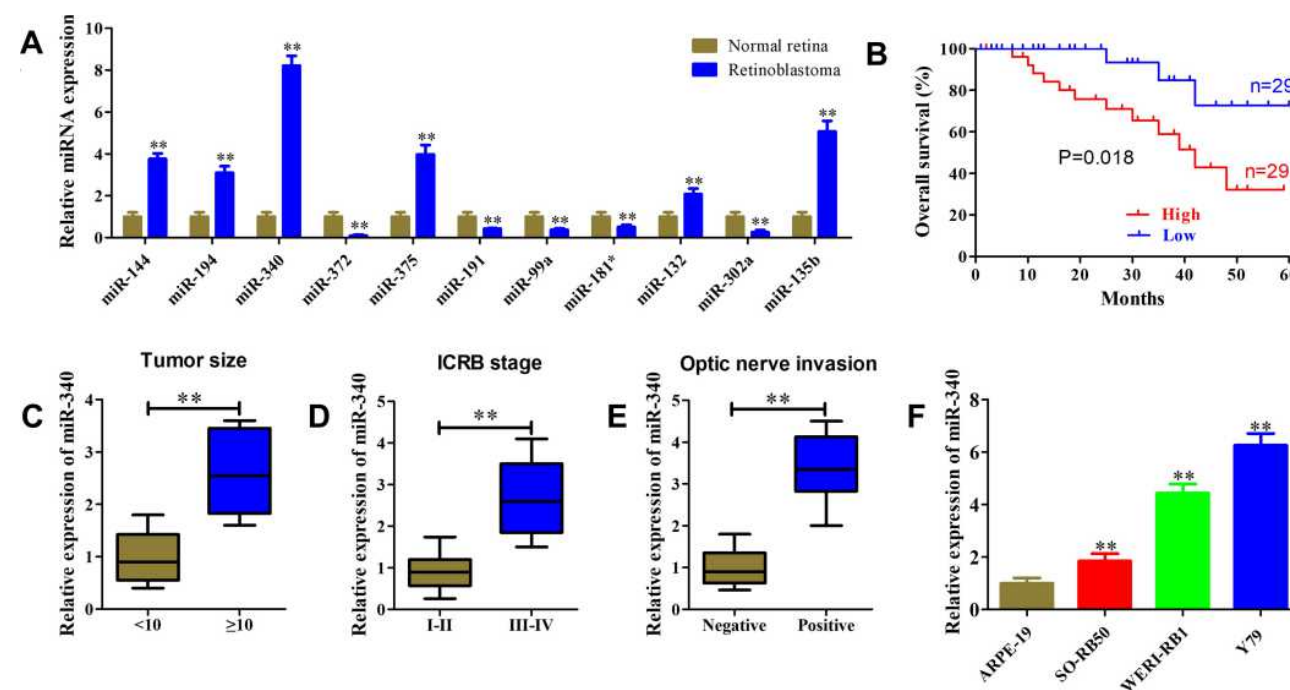 A
Relative miRNA expression
10
8
6
4
2
0
Normal retina
Retinoblastoma
**
**
**
**
**
**
**
**
**
**
**
miR-144
miR-194
miR-340
miR-372
miR-375
miR-191
miR-99a
miR-181*
miR-132
miR-302a
miR-135b
B
Overall survival (%)
100
80
60
40
20
0
n=29
n=29
P=0.018
High
Low
0 10 20 30 40 50 60
Months
C
Tumor size
Relative expression of miR-340
4
3
2
1
0
**
<10 ≥10
D
ICRB stage
Relative expression of miR-340
5
4
3
2
1
0
**
I-II III-IV
E
Optic nerve invasion
Relative expression of miR-340
5
4
3
2
1
0
**
Negative Positive
F
Relative expression of miR-340
8
6
4
2
0
**
**
**
ARPE-19
SO-RB50
WERI-RB1
Y79